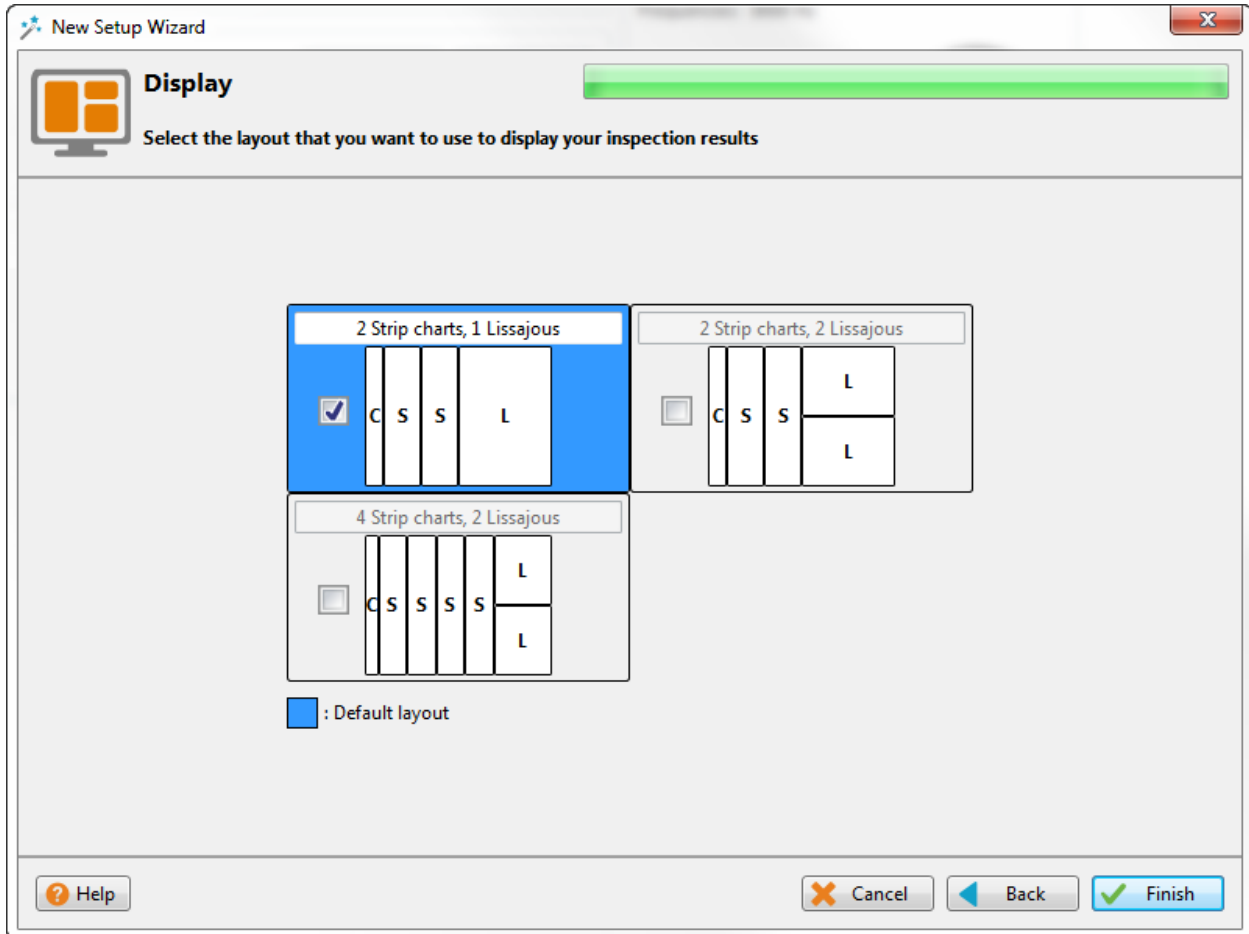 New Setup Wizard
Display
Select the layout that you want to use to display your inspection results
2 Strip charts, 1 Lissajous
C S S L
2 Strip charts, 2 Lissajous
C S S L
L
4 Strip charts, 2 Lissajous
C S S S S L
L
: Default layout
Help
Cancel
Back
Finish